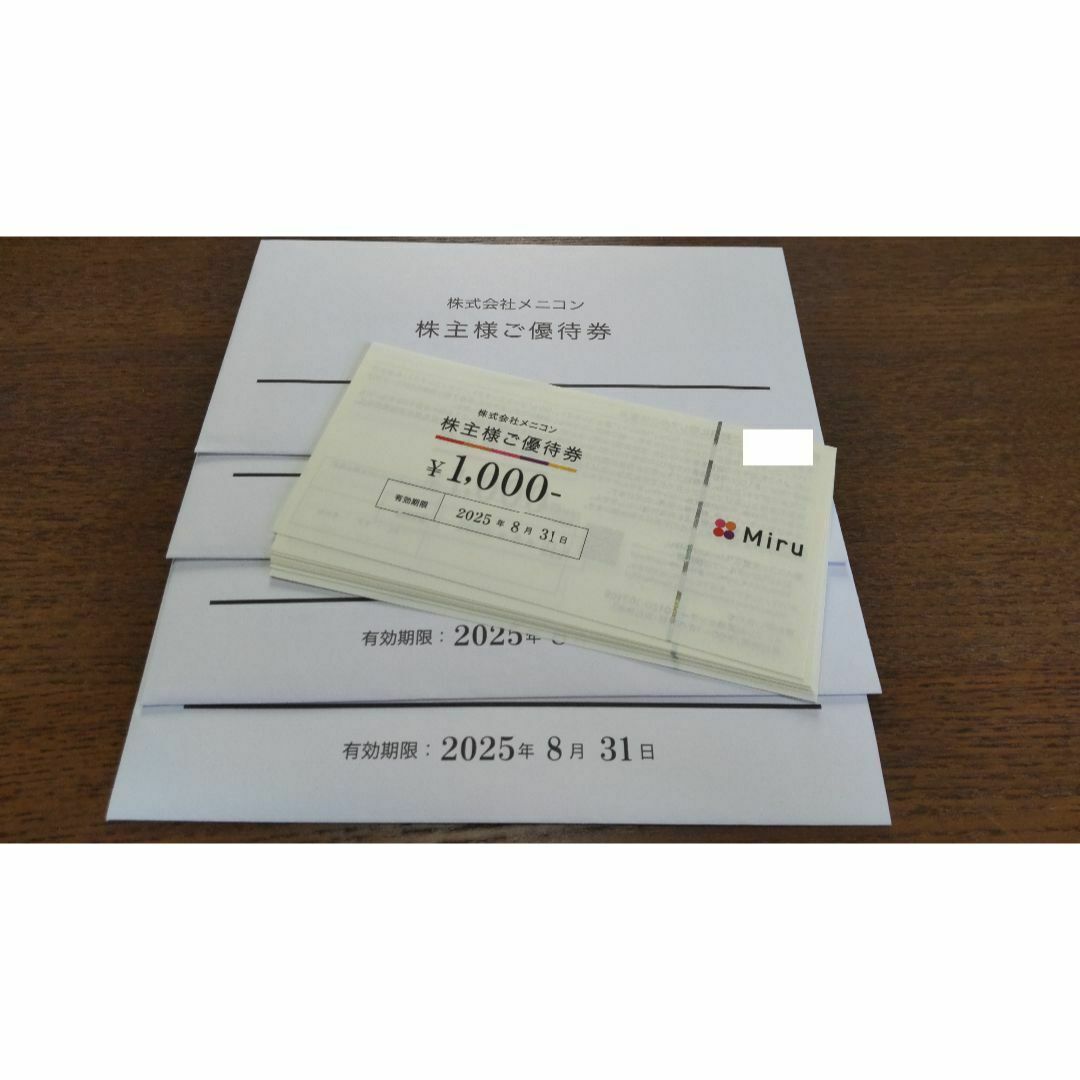 株式会社メニコン
株主様ご優待券
株式会社メニコン
株主様ご優待券
¥1,000-
有効期限 2025年8月31日
Miru
有効期限：2025年
有効期限：2025年 8月 31日